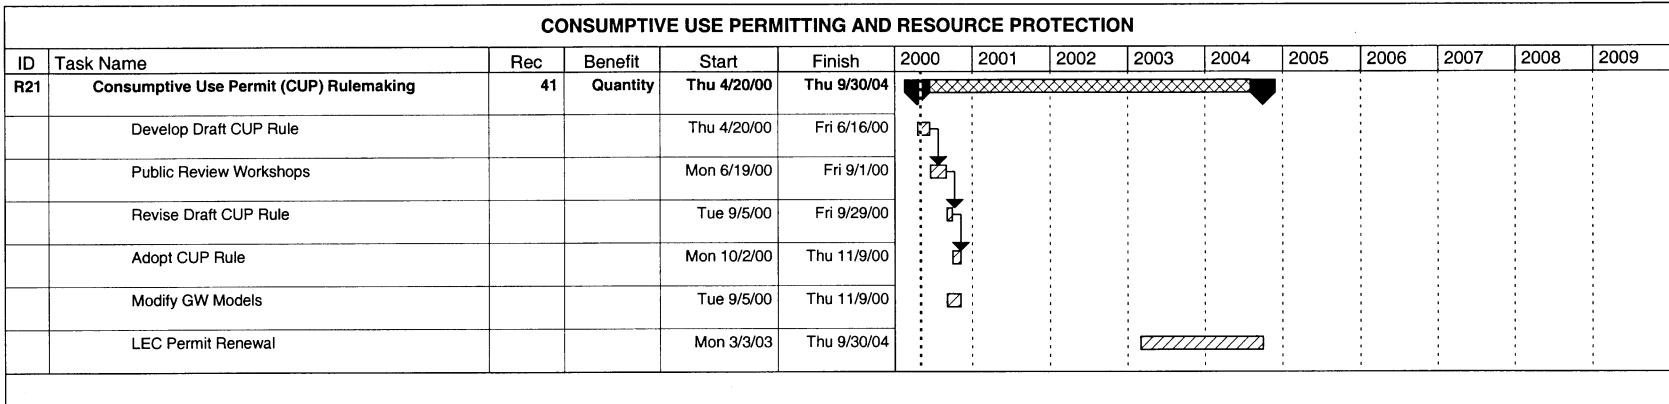 CONSUMPTIVE USE PERMITTING AND RESOURCE PROTECTION
ID Task Name Rec Benefit Start Finish 2000 2001 2002 2003 2004 2005 2006 2007 2008 2009
R21 Consumptive Use Permit (CUP) Rulemaking 41 Quantity Thu 4/20/00 Thu 9/30/04
Develop Draft CUP Rule Thu 4/20/00 Fri 6/16/00
Public Review Workshops Mon 6/19/00 Fri 9/1/00
Revise Draft CUP Rule Tue 9/5/00 Fri 9/29/00
Adopt CUP Rule Mon 10/2/00 Thu 11/9/00
Modify GW Models Tue 9/5/00 Thu 11/9/00
LEC Permit Renewal Mon 3/3/03 Thu 9/30/04